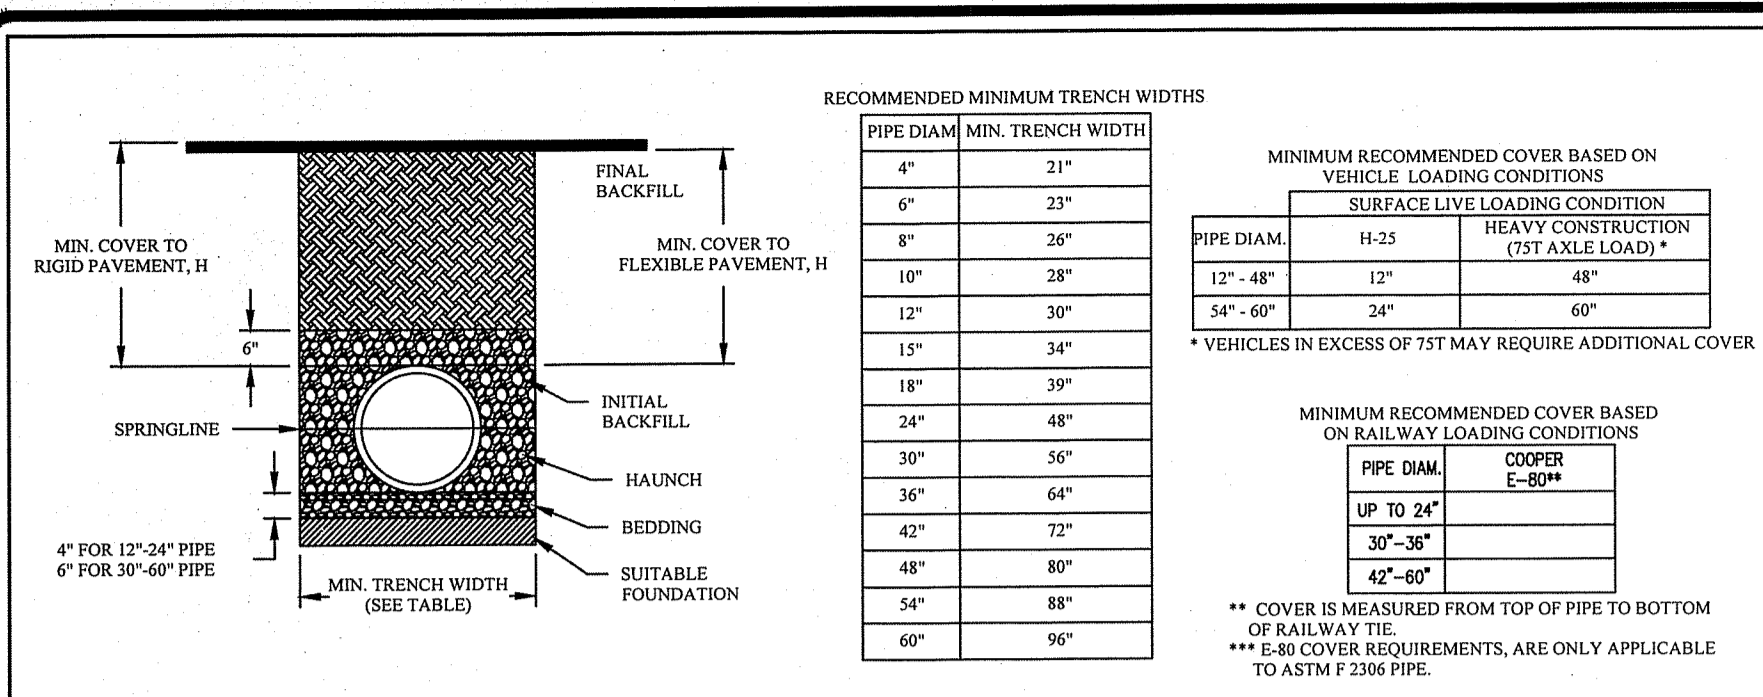 MIN. COVER TO
RIGID PAVEMENT, H
FINAL
BACKFILL
MIN. COVER TO
FLEXIBLE PAVEMENT, H
6"
INITIAL
BACKFILL
SPRINGLINE
HAUNCH
BEDDING
4" FOR 12"-24" PIPE
6" FOR 30"-60" PIPE
SUITABLE
FOUNDATION
MIN. TRENCH WIDTH
(SEE TABLE)
RECOMMENDED MINIMUM TRENCH WIDTHS
PIPE DIAM MIN. TRENCH WIDTH
4" 21"
6" 23"
8" 26"
10" 28"
12" 30"
15" 34"
18" 39"
24" 48"
30" 56"
36" 64"
42" 72"
48" 80"
54" 88"
60" 96"
MINIMUM RECOMMENDED COVER BASED ON
VEHICLE LOADING CONDITIONS
SURFACE LIVE LOADING CONDITION
PIPE DIAM. H-25 HEAVY CONSTRUCTION
(75T AXLE LOAD) *
12" - 48" 12" 48"
54" - 60" 24" 60"
* VEHICLES IN EXCESS OF 75T MAY REQUIRE ADDITIONAL COVER
MINIMUM RECOMMENDED COVER BASED
ON RAILWAY LOADING CONDITIONS
PIPE DIAM. COOPER
E-80**
UP TO 24"
30"-36"
42"-60"
** COVER IS MEASURED FROM TOP OF PIPE TO BOTTOM
OF RAILWAY TIE.
*** E-80 COVER REQUIREMENTS, ARE ONLY APPLICABLE
TO ASTM F 2306 PIPE.